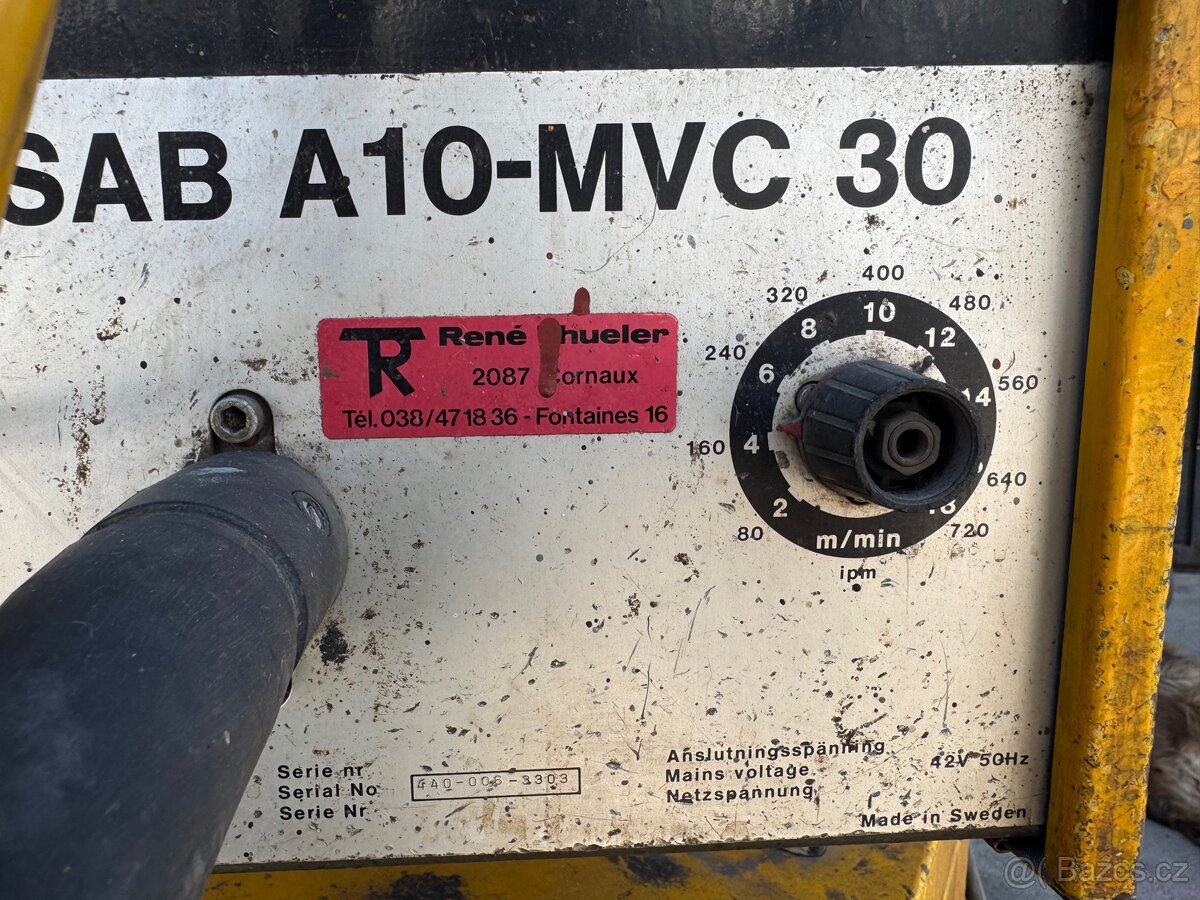 SAB A10-MVC 30
TR
René hueler
2087 ornaux
Tél. 038/47 18 36 - Fontaines 16
80 160 240 320 400 480 560 640 720
2 4 6 8 10 12 14 18
m/min
ipm
Serie nr
Serial No
Serie Nr
440-006-3303
Anslutningsspänning
Mains voltage
Netzspannung
42V 50Hz
Made in Sweden
@ Bazos.cz